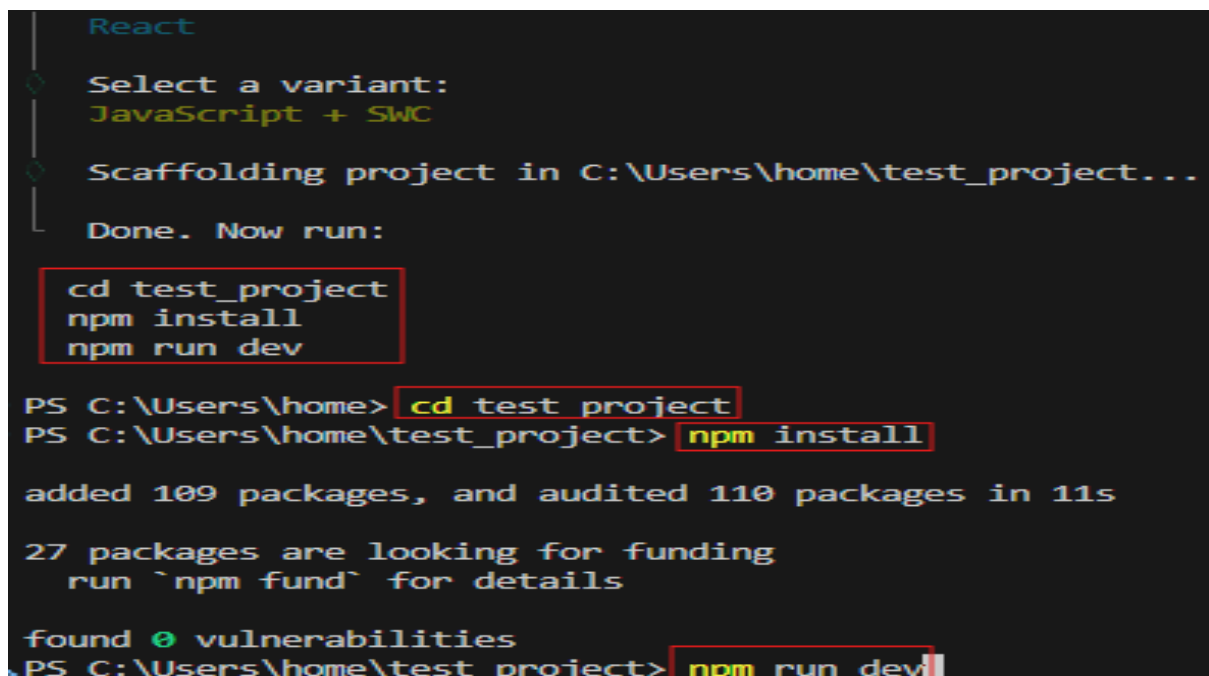 React
Select a variant:
JavaScript + SWC
Scaffolding project in C:\Users\home\test_project...
Done. Now run:
cd test_project
npm install
npm run dev
PS C:\Users\home> cd test_project
PS C:\Users\home\test_project> npm install
added 109 packages, and audited 110 packages in 11s
27 packages are looking for funding
run `npm fund` for details
found 0 vulnerabilities
PS C:\Users\home\test_project> npm run dev